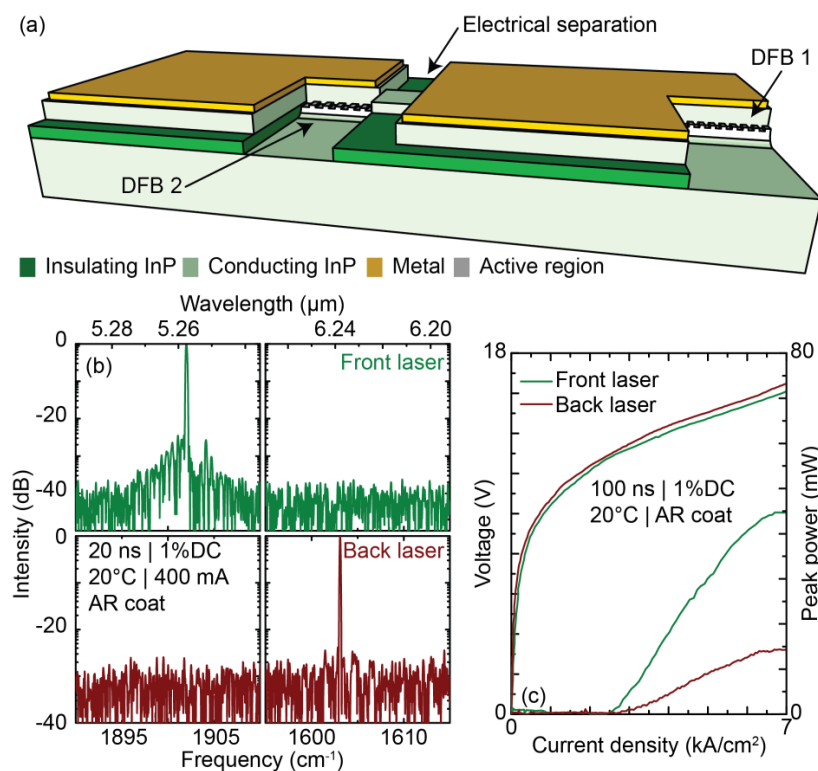 (a)
Electrical separation
DFB 1
DFB 2
Insulating InP
Conducting InP
Metal
Active region
Wavelength (µm)
5.28
5.26
6.24
6.20
0
(b)
Front laser
-20
-40
Intensity (dB)
0
20 ns | 1%DC
20°C | 400 mA
AR coat
Back laser
-20
-40
1895
1905
1600
1610
Frequency (cm⁻¹)
18
80
Front laser
Back laser
100 ns | 1%DC
20°C | AR coat
Voltage (V)
Peak power (mW)
0
(c)
0
0
7
Current density (kA/cm²)